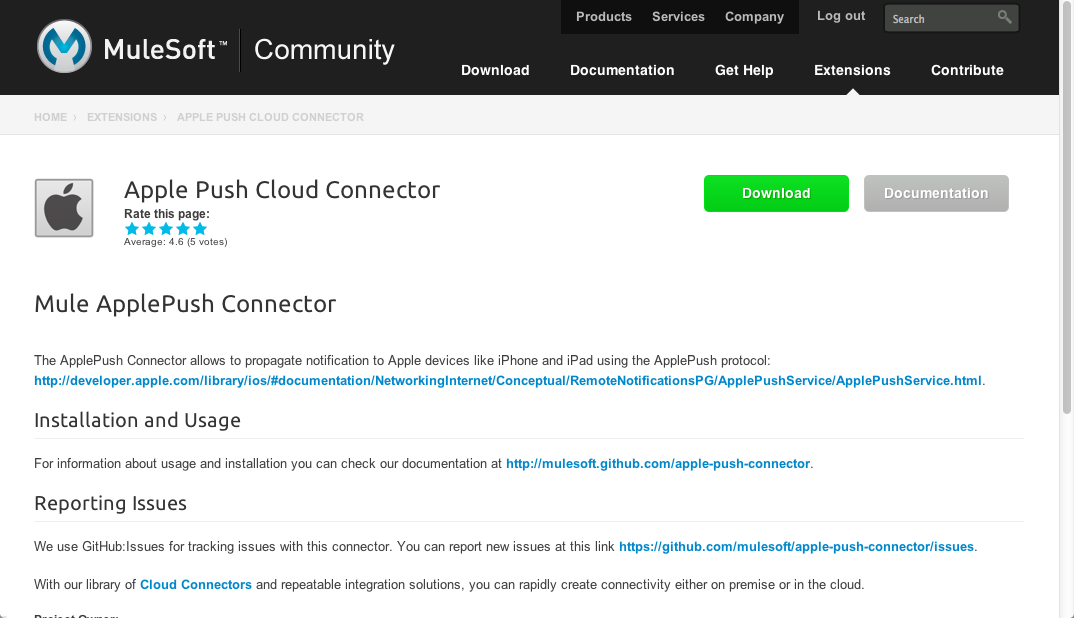 Products Services Company Log out Search
MuleSoft™ Community
Download Documentation Get Help Extensions Contribute
HOME › EXTENSIONS › APPLE PUSH CLOUD CONNECTOR
Apple Push Cloud Connector
Download Documentation
Rate this page:
Average: 4.6 (5 votes)
Mule ApplePush Connector
The ApplePush Connector allows to propagate notification to Apple devices like iPhone and iPad using the ApplePush protocol:
http://developer.apple.com/library/ios/#documentation/NetworkingInternet/Conceptual/RemoteNotificationsPG/ApplePushService/ApplePushService.html.
Installation and Usage
For information about usage and installation you can check our documentation at http://mulesoft.github.com/apple-push-connector.
Reporting Issues
We use GitHub:Issues for tracking issues with this connector. You can report new issues at this link https://github.com/mulesoft/apple-push-connector/issues.
With our library of Cloud Connectors and repeatable integration solutions, you can rapidly create connectivity either on premise or in the cloud.
Project Owner: